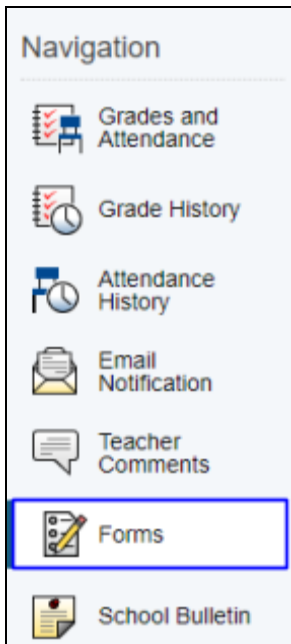 Navigation
Grades and
Attendance
Grade History
Attendance
History
Email
Notification
Teacher
Comments
Forms
School Bulletin